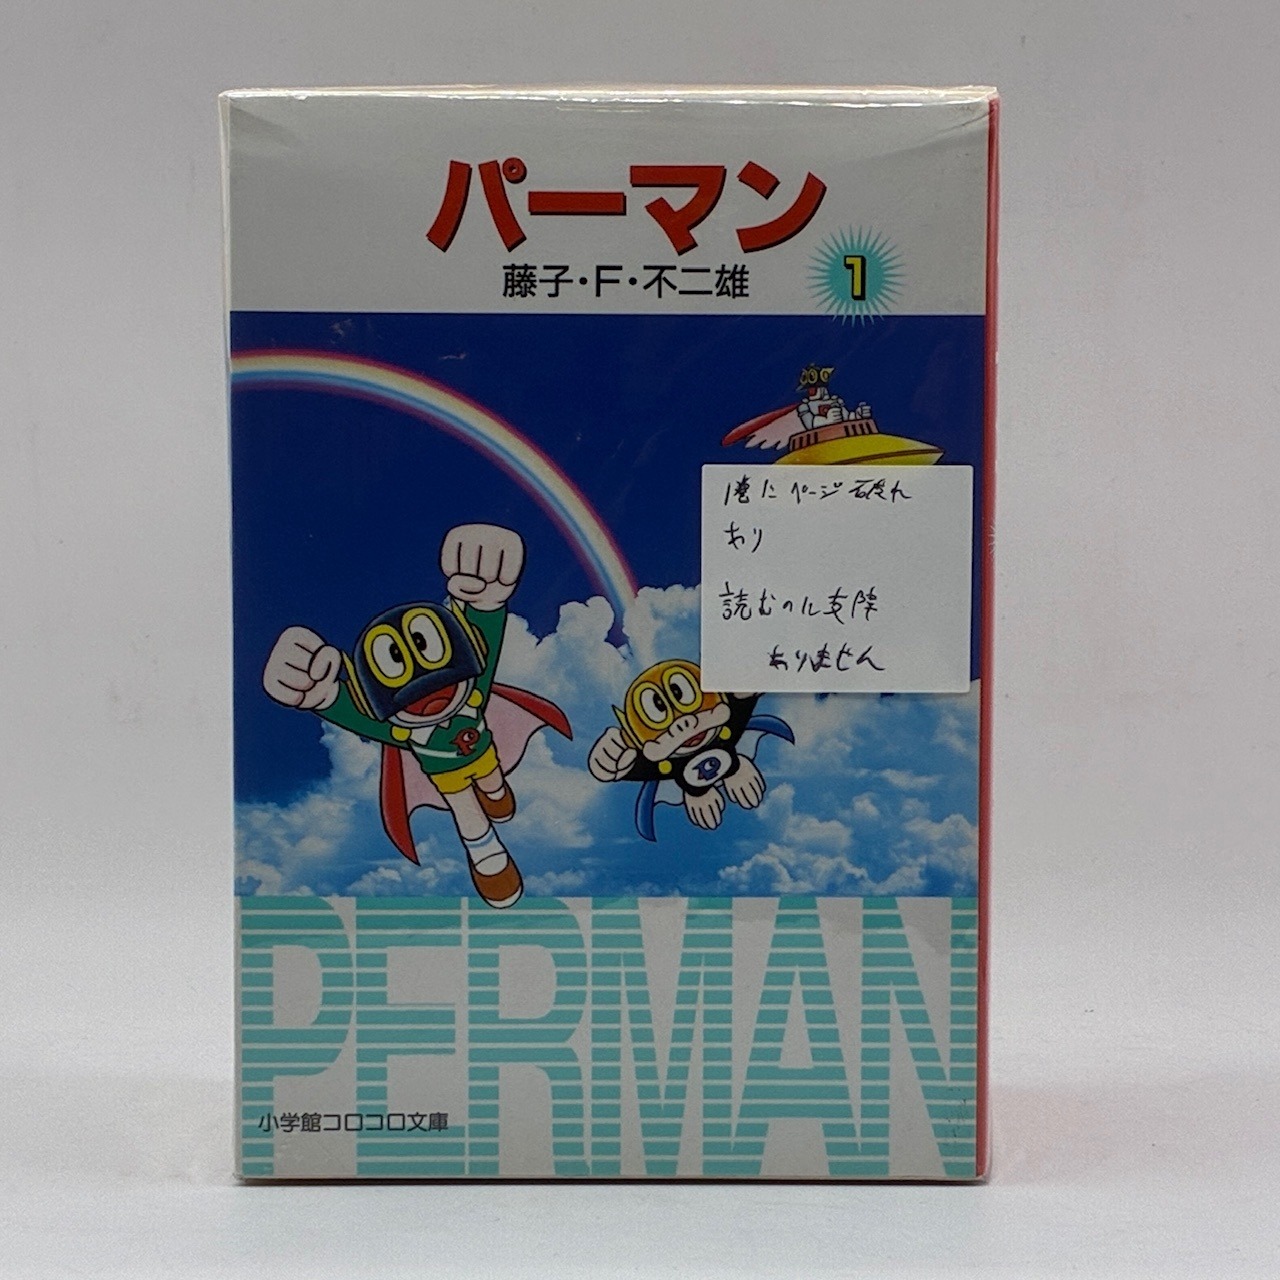 パーマン
藤子・F・不二雄
1
1巻にページ破れ
あり
読むのに支障
ありません
PERMAN
小学館コロコロ文庫